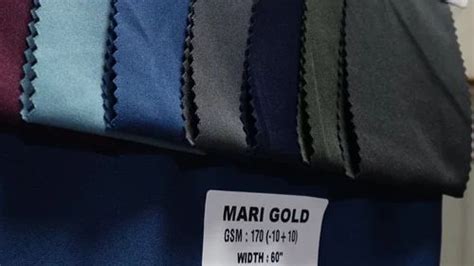 MARI GOLD
GSM : 170 (-10 + 10)
WIDTH : 60"